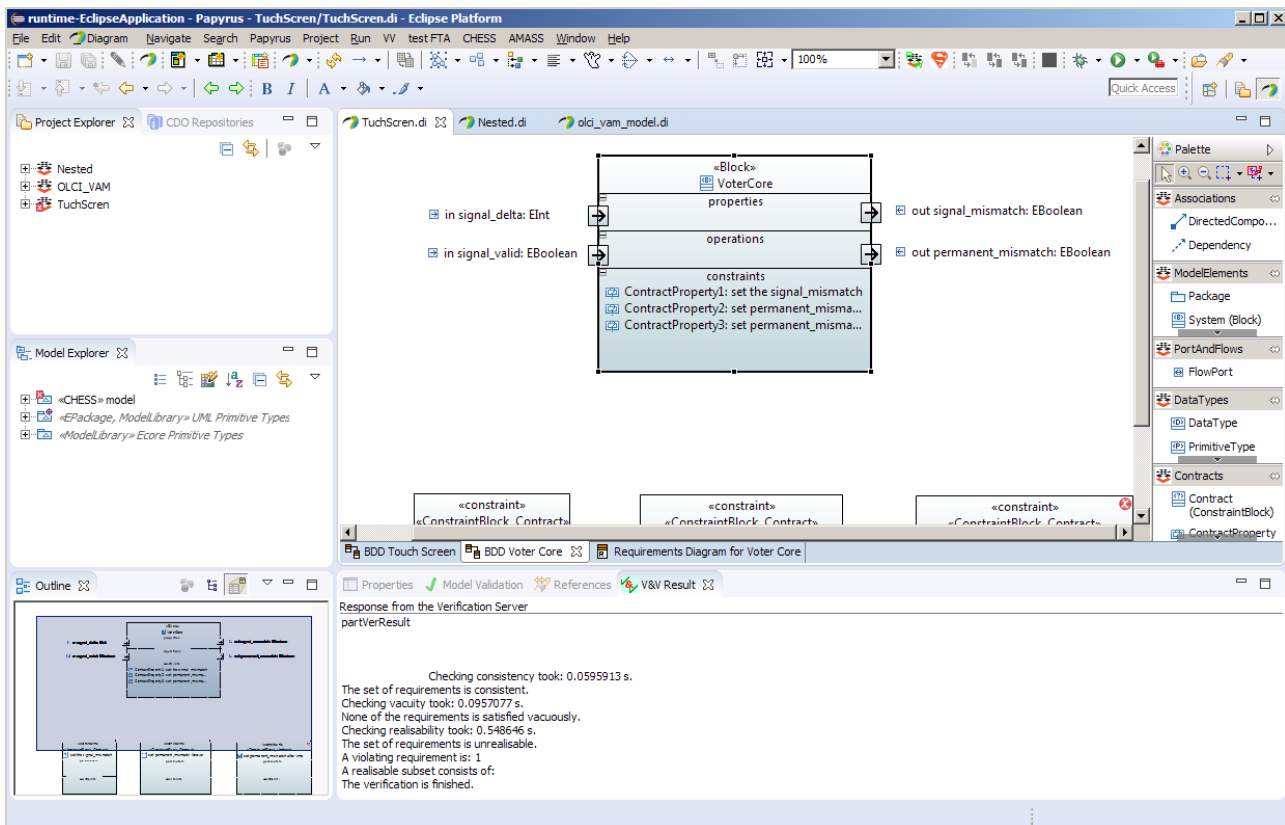 runtime-EclipseApplication - Papyrus - TuchScren/TuchScren.di - Eclipse Platform
File Edit Diagram Navigate Search Papyrus Project Run VV test FTA CHESS AMASS Window Help
100%
B I A
Quick Access
Project Explorer CDO Repositories
Nested
OLCI_VAM
TuchScren
Model Explorer
«CHESS» model
«EPackage, ModelLibrary» UML Primitive Types
«ModelLibrary» Ecore Primitive Types
Outline
TuchScren.di Nested.di olci_vam_model.di
«Block»
VoterCore
properties
in signal_delta: EInt
out signal_mismatch: EBoolean
operations
in signal_valid: EBoolean
out permanent_mismatch: EBoolean
constraints
ContractProperty1: set the signal_mismatch
ContractProperty2: set permanent_misma...
ContractProperty3: set permanent_misma...
«constraint»
«ConstraintBlock, Contract»
«constraint»
«ConstraintBlock, Contract»
«constraint»
«ConstraintBlock, Contract»
BDD Touch Screen BDD Voter Core Requirements Diagram for Voter Core
Palette
Associations
DirectedCompo...
Dependency
ModelElements
Package
System (Block)
PortAndFlows
FlowPort
DataTypes
DataType
PrimitiveType
Contracts
Contract
(ConstraintBlock)
ContractProperty
Properties Model Validation References V&V Result
Response from the Verification Server
partVerResult
Checking consistency took: 0.0595913 s.
The set of requirements is consistent.
Checking vacuity took: 0.0957077 s.
None of the requirements is satisfied vacuously.
Checking realisability took: 0.548646 s.
The set of requirements is unrealisable.
A violating requirement is: 1
A realisable subset consists of:
The verification is finished.